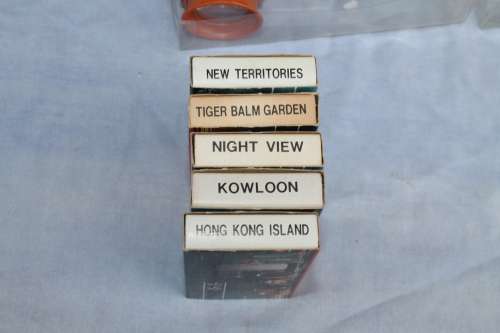 NEW TERRITORIES
TIGER BALM GARDEN
NIGHT VIEW
KOWLOON
HONG KONG ISLAND